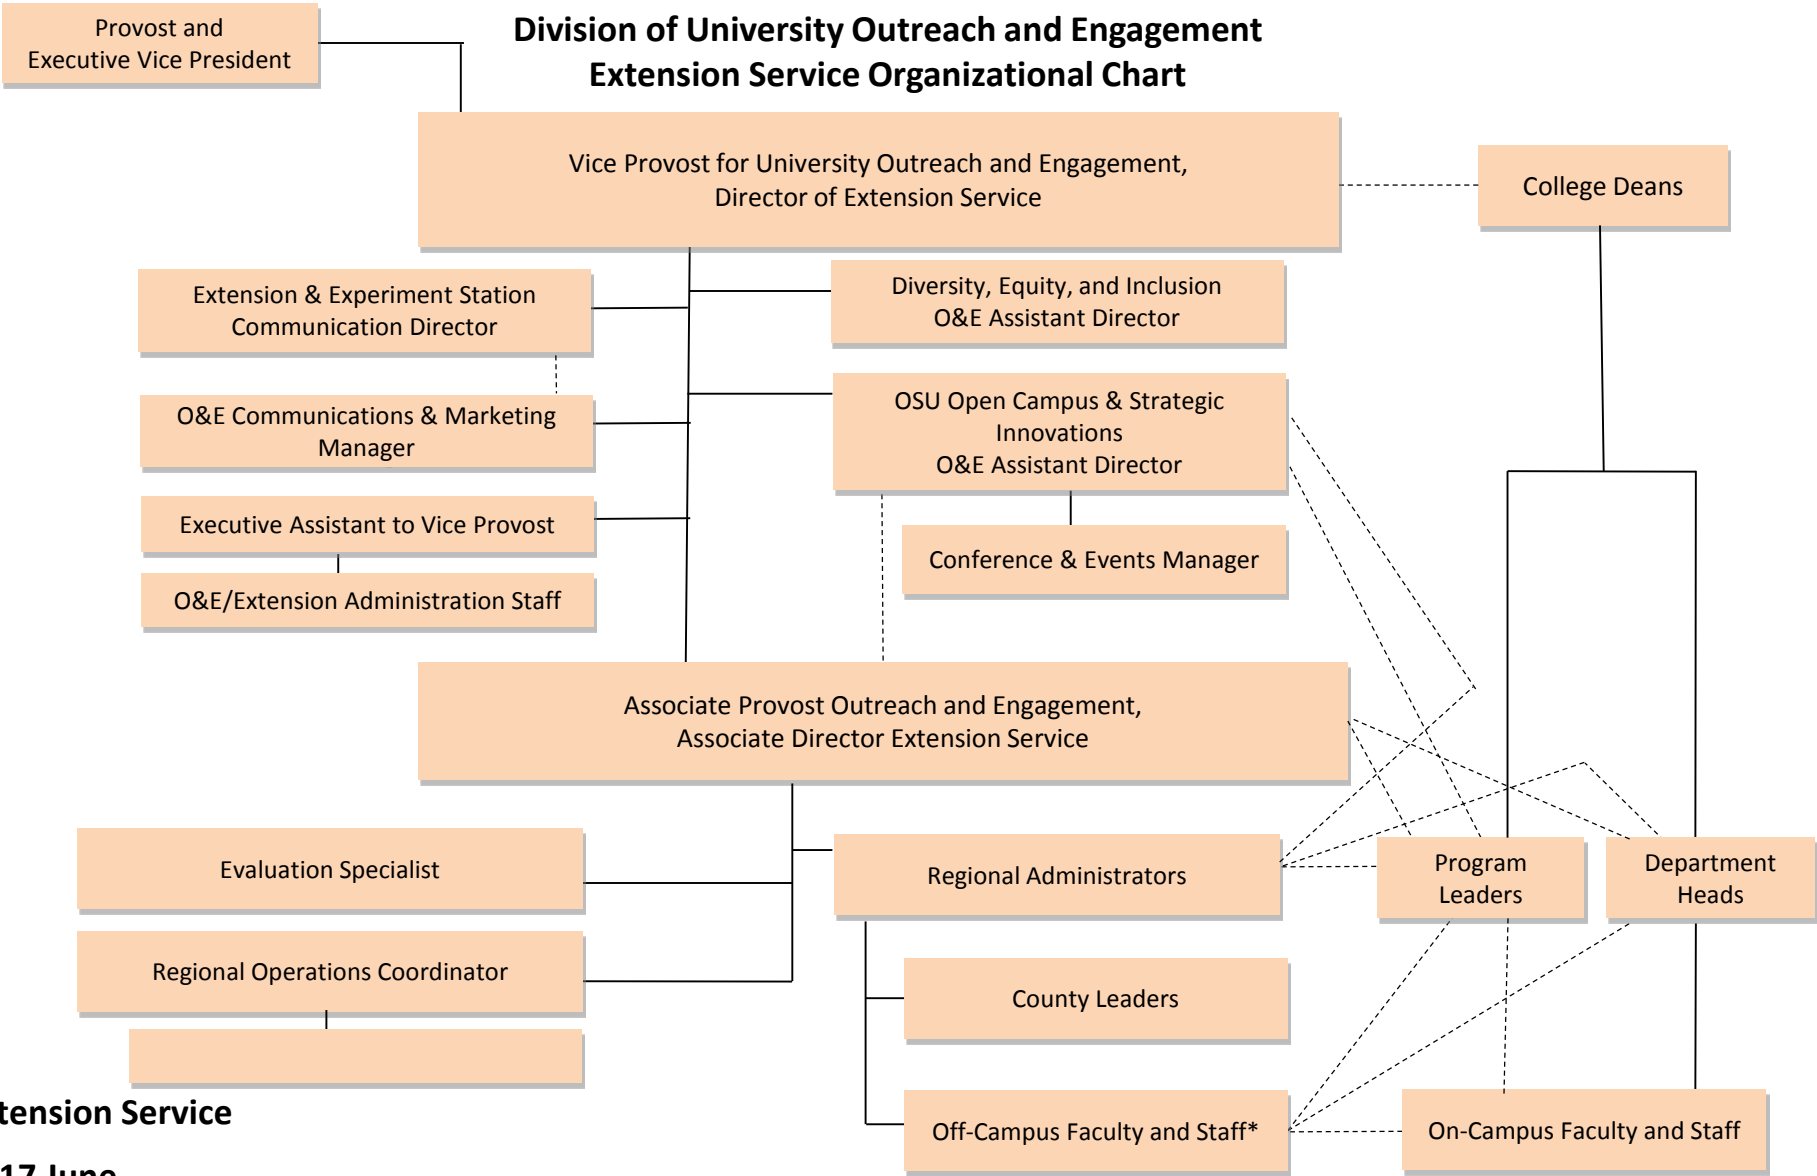 Provost and
Executive Vice President
Division of University Outreach and Engagement
Extension Service Organizational Chart
Vice Provost for University Outreach and Engagement,
Director of Extension Service
College Deans
Extension & Experiment Station
Communication Director
Diversity, Equity, and Inclusion
O&E Assistant Director
O&E Communications & Marketing
Manager
OSU Open Campus & Strategic
Innovations
O&E Assistant Director
Executive Assistant to Vice Provost
Conference & Events Manager
O&E/Extension Administration Staff
Associate Provost Outreach and Engagement,
Associate Director Extension Service
Evaluation Specialist
Regional Administrators
Program
Leaders
Department
Heads
Regional Operations Coordinator
County Leaders
Off-Campus Faculty and Staff*
On-Campus Faculty and Staff
tension Service
17 June